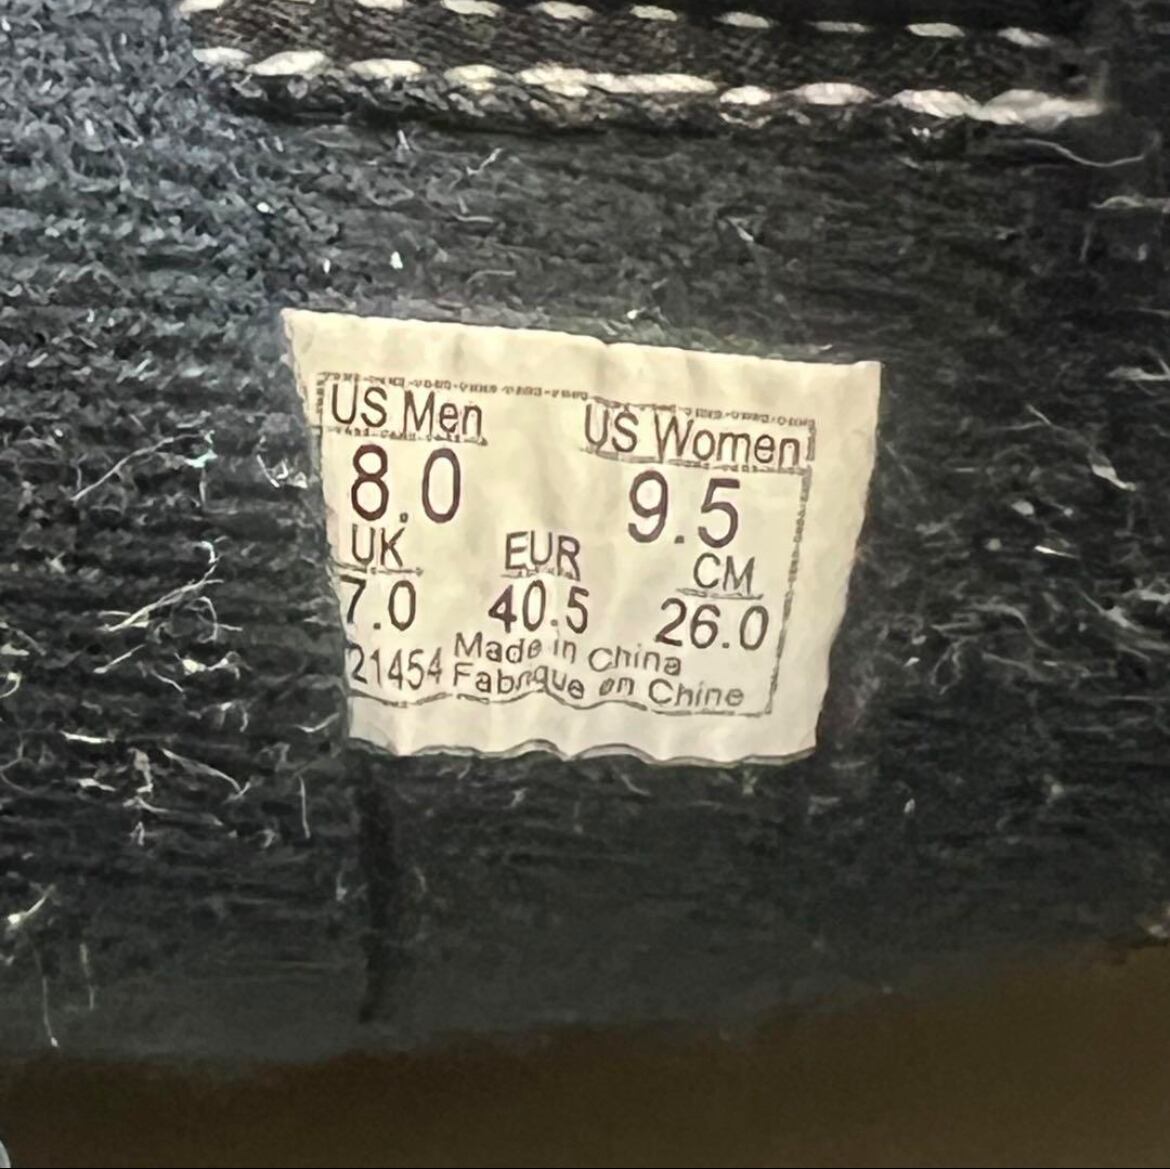 US Men US Women
8.0 9.5
UK EUR CM
7.0 40.5 26.0
21454 Made in China
Fabrique en Chine